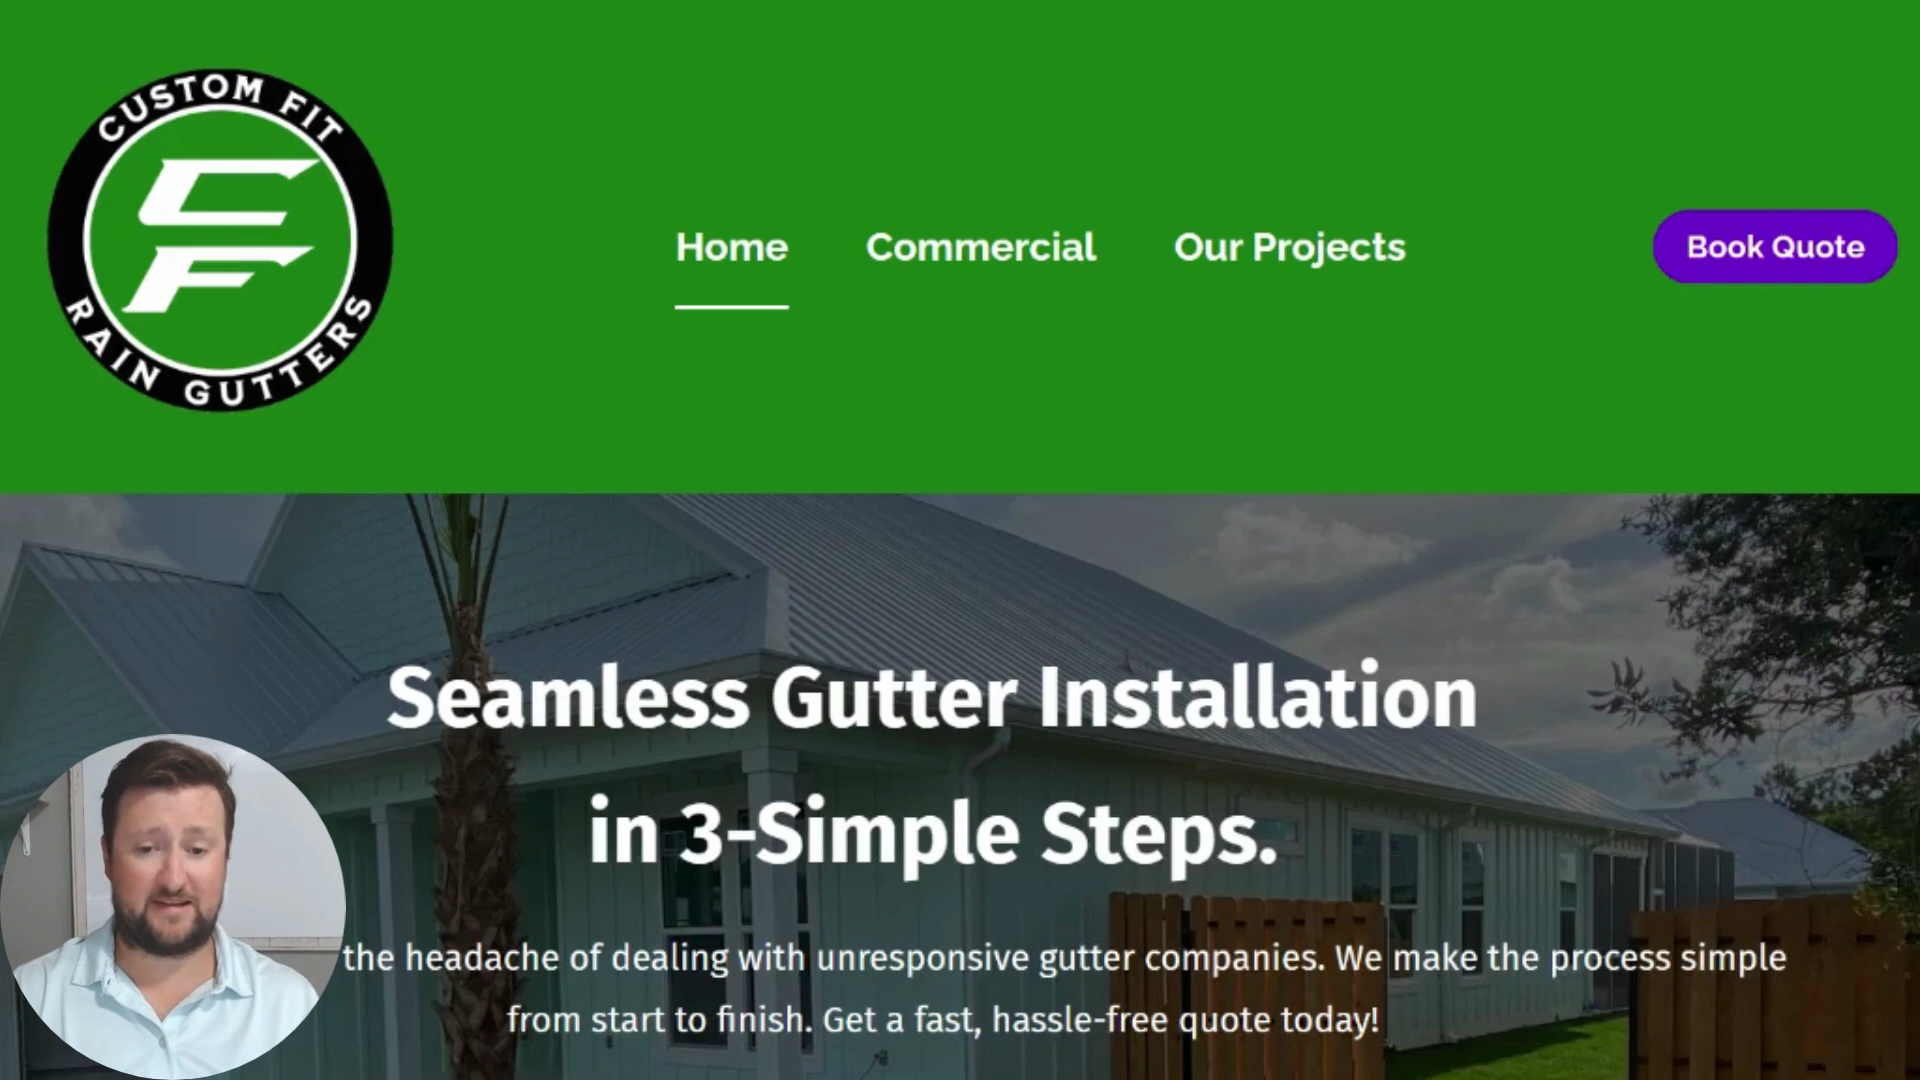 CUSTOM FIT
CF
RAIN GUTTERS
Home
Commercial
Our Projects
Book Quote
Seamless Gutter Installation
in 3-Simple Steps.
the headache of dealing with unresponsive gutter companies. We make the process simple
from start to finish. Get a fast, hassle-free quote today!